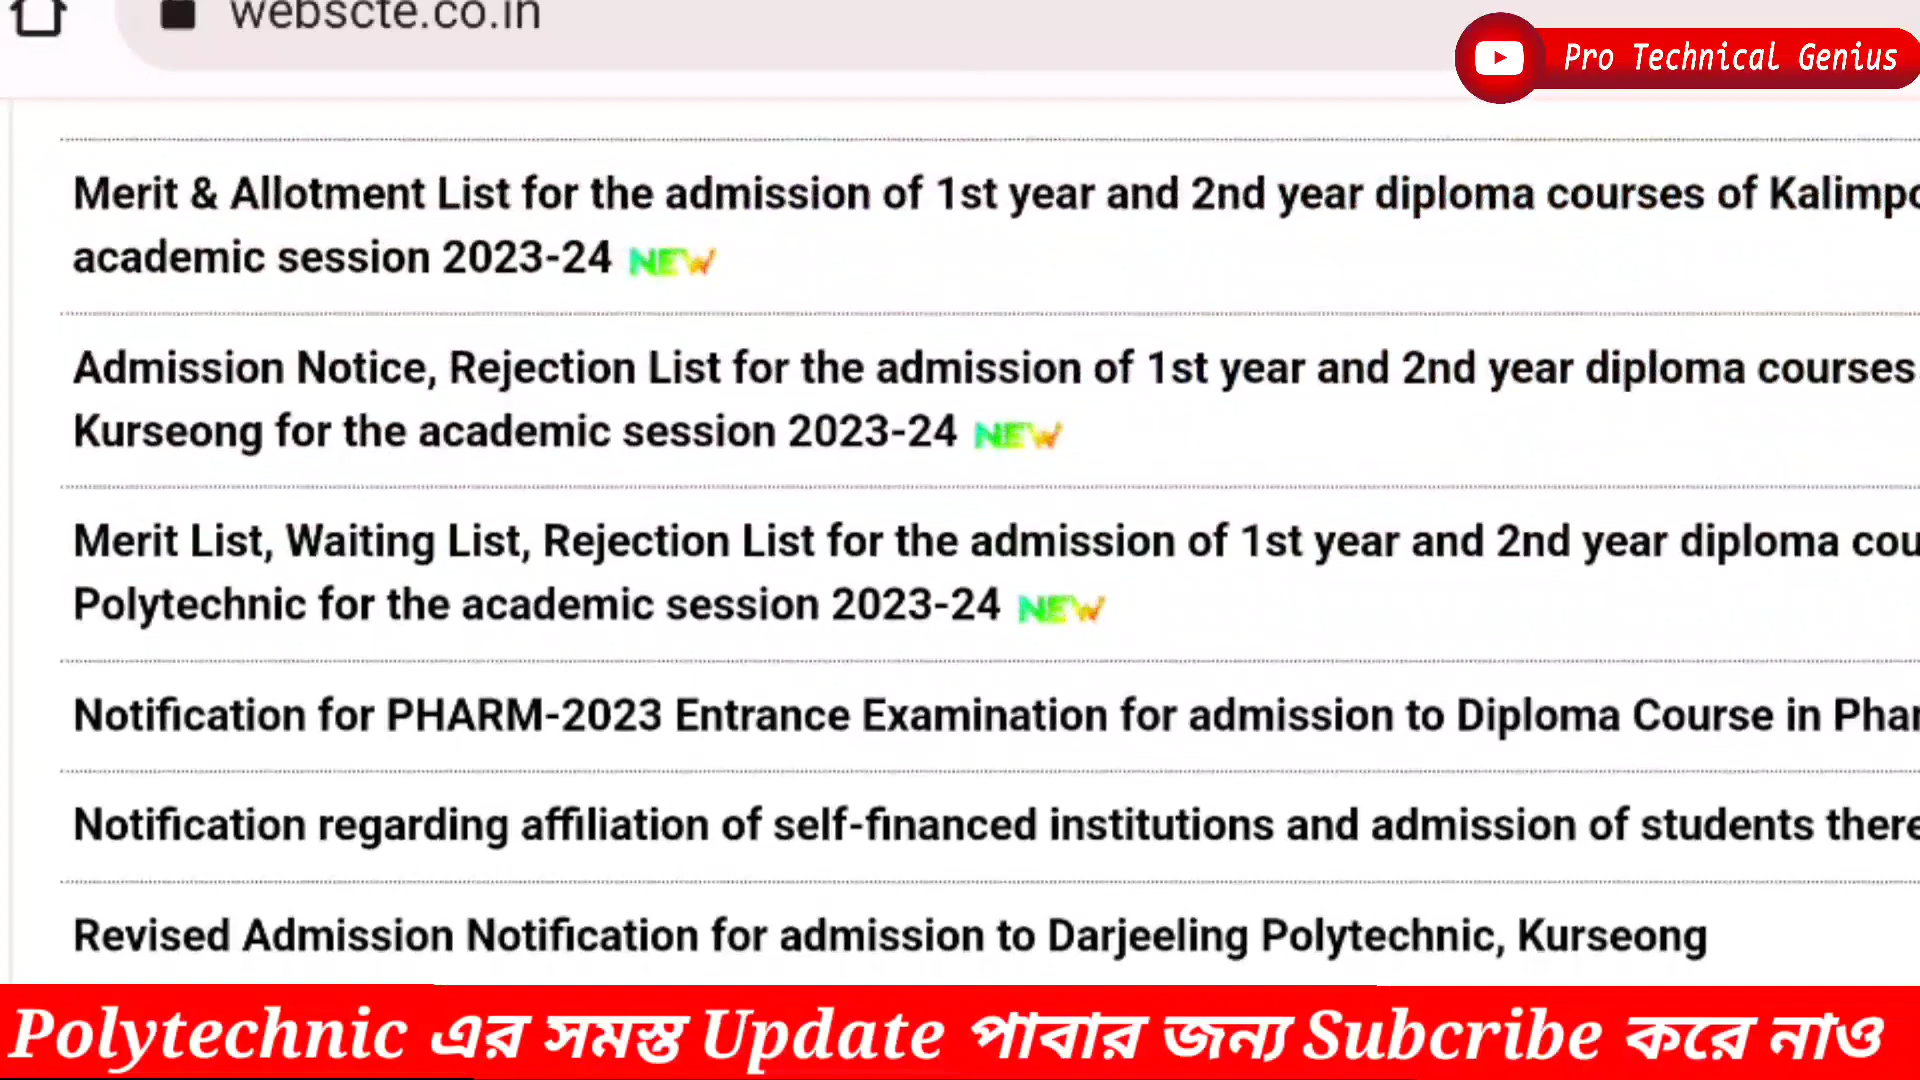 webscte.co.in
Pro Technical Genius
Merit & Allotment List for the admission of 1st year and 2nd year diploma courses of
academic session 2023-24 NEW
Admission Notice, Rejection List for the admission of 1st year and 2nd year diploma courses
Kurseong for the academic session 2023-24 NEW
Merit List, Waiting List, Rejection List for the admission of 1st year and 2nd year diploma
Polytechnic for the academic session 2023-24 NEW
Notification for PHARM-2023 Entrance Examination for admission to Diploma Course in
Notification regarding affiliation of self-financed institutions and admission of students
Revised Admission Notification for admission to Darjeeling Polytechnic, Kurseong
Polytechnic এর সমস্ত Update পাবার জন্য Subcribe করে নাও